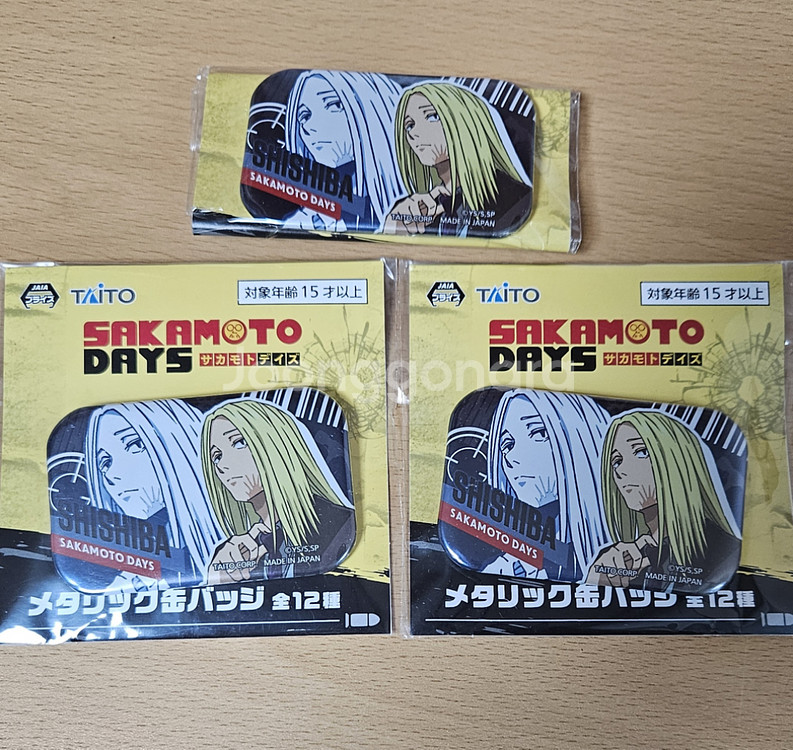 SHISHIBA
SAKAMOTO DAYS
©YS/S,SP
TAITO CORP. MADE IN JAPAN
JAIA
プライズ
TAITO
対象年齢15才以上
SAKAMOTO
DAYS サカモトデイズ
SHISHIBA
SAKAMOTO DAYS
©YS/S,SP
TAITO CORP. MADE IN JAPAN
メタリック缶バッジ 全12種
JAIA
プライズ
TAITO
対象年齢15才以上
SAKAMOTO
DAYS サカモトデイズ
SHISHIBA
SAKAMOTO DAYS
©YS/S,SP
TAITO CORP. MADE IN JAPAN
メタリック缶バッジ 全12種
Joonggonara